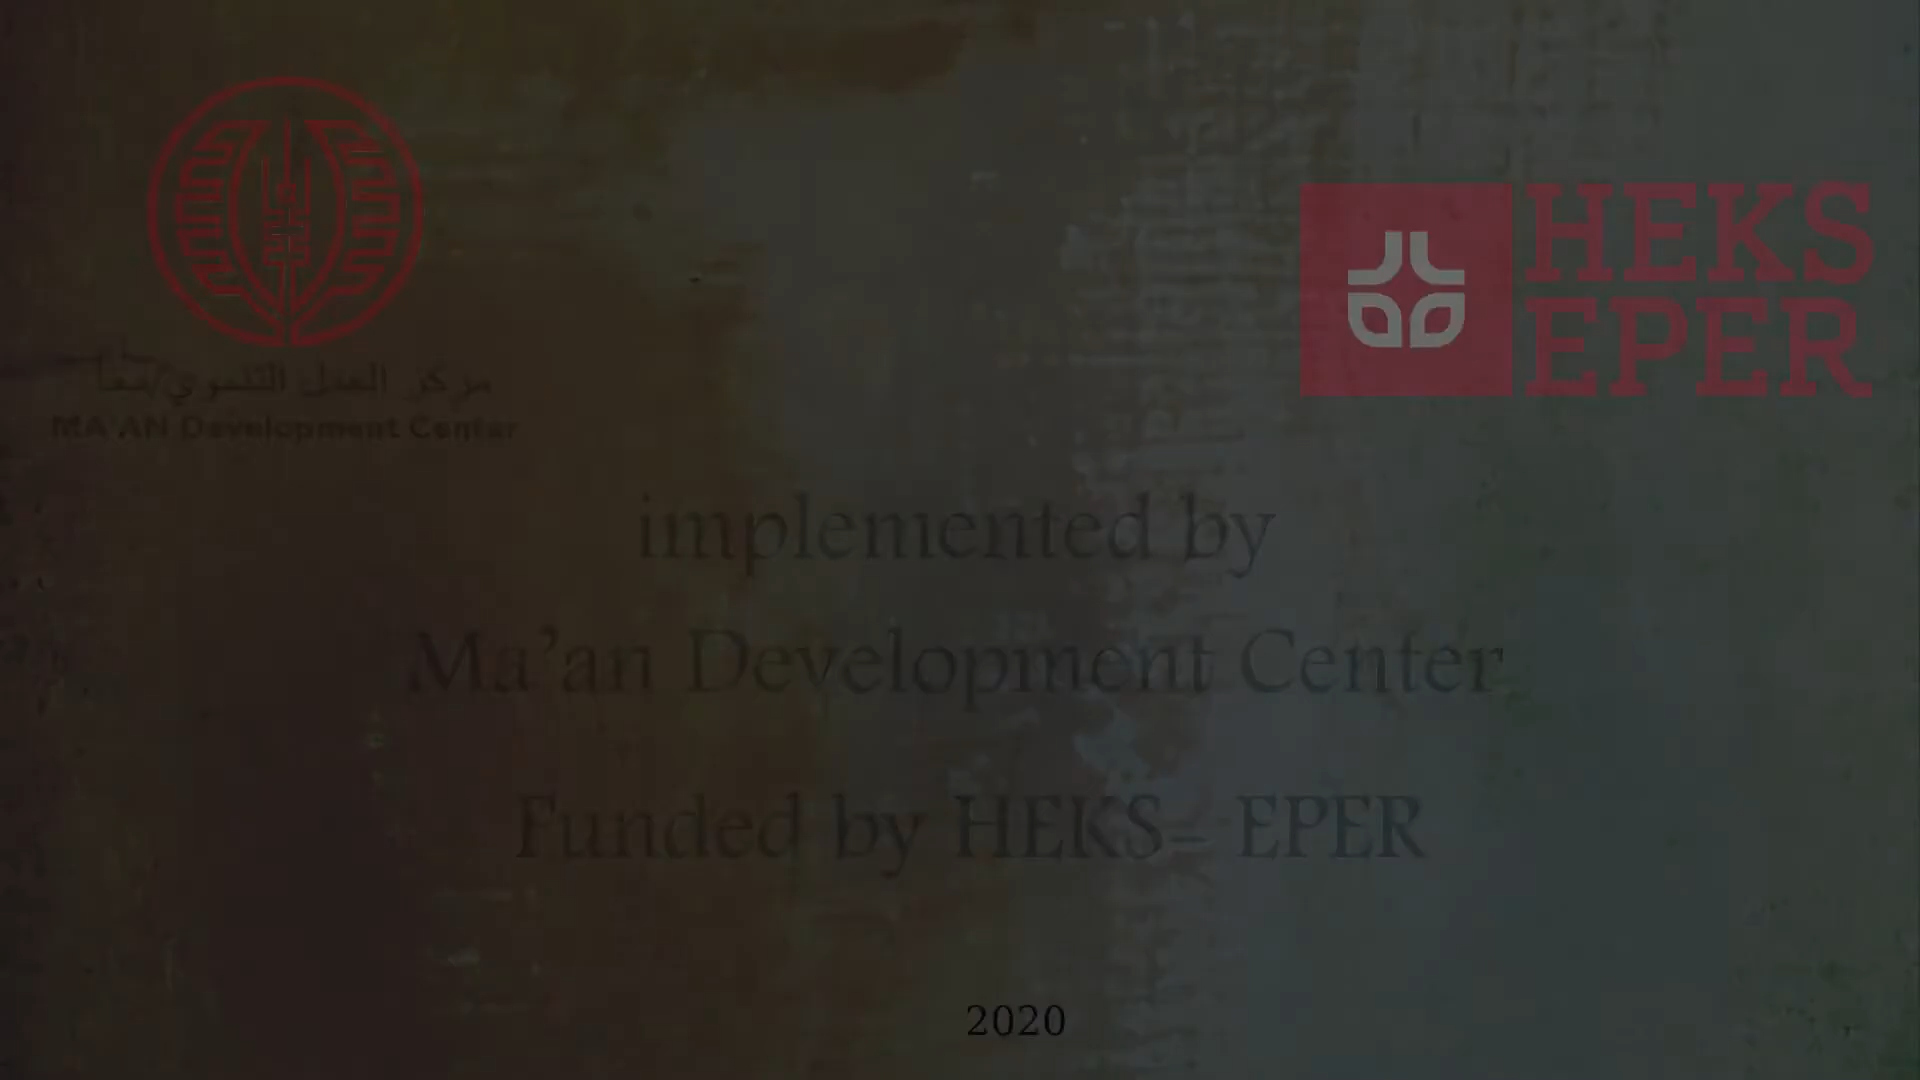 مركز العمل التنموي/معا
MA'AN Development Center
HEKS
EPER
implemented by
Ma'an Development Center
Funded by HEKS- EPER
2020